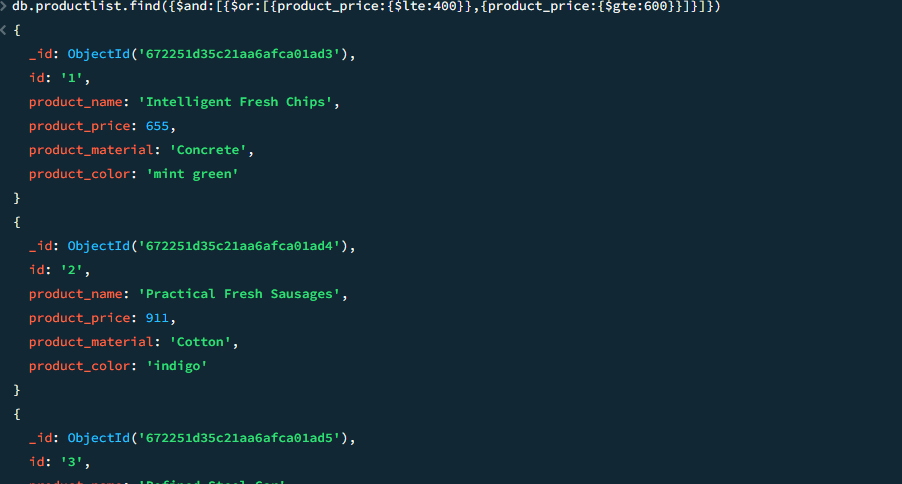 > db.productlist.find({$and:[{$or:[{product_price:{$lte:400}},{product_price:{$gte:600}}]}]})
< {
_id: ObjectId('672251d35c21aa6afca01ad3'),
id: '1',
product_name: 'Intelligent Fresh Chips',
product_price: 655,
product_material: 'Concrete',
product_color: 'mint green'
}
{
_id: ObjectId('672251d35c21aa6afca01ad4'),
id: '2',
product_name: 'Practical Fresh Sausages',
product_price: 911,
product_material: 'Cotton',
product_color: 'indigo'
}
{
_id: ObjectId('672251d35c21aa6afca01ad5'),
id: '3',